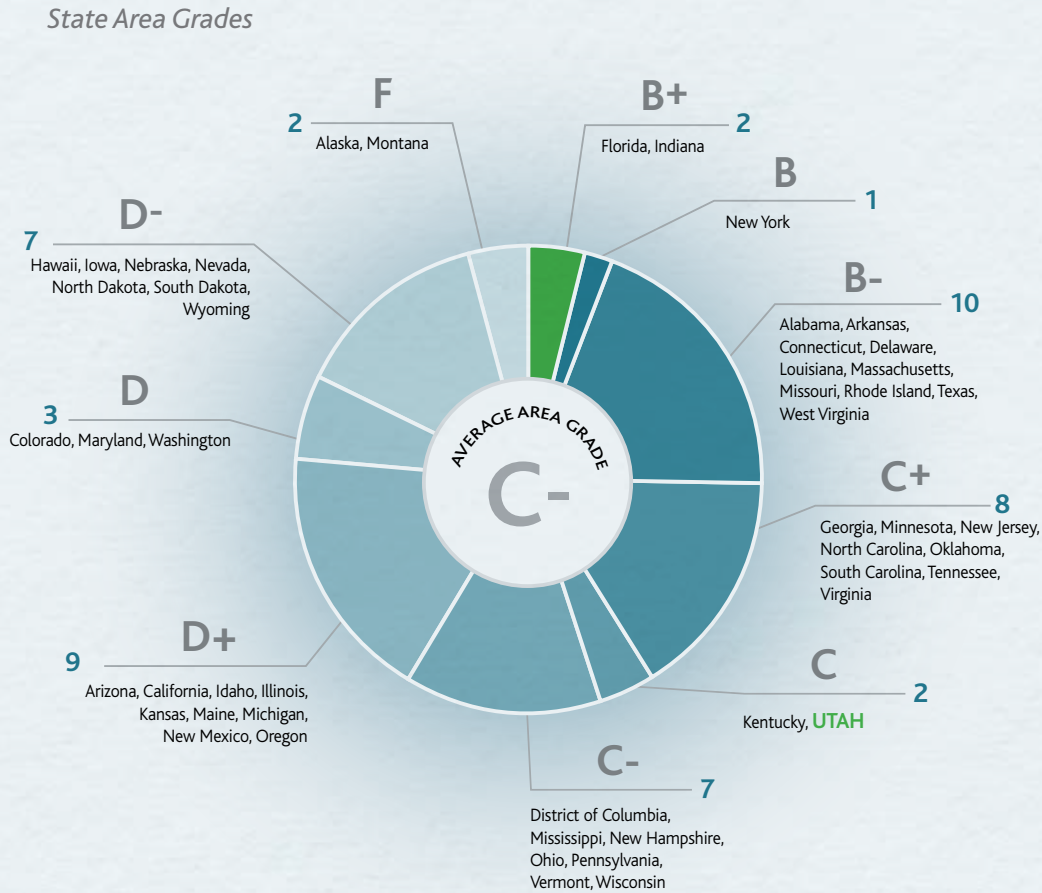 State Area Grades
F
2
Alaska, Montana
B+
2
Florida, Indiana
B
1
New York
B-
10
Alabama, Arkansas,
Connecticut, Delaware,
Louisiana, Massachusetts,
Missouri, Rhode Island, Texas,
West Virginia
C+
8
Georgia, Minnesota, New Jersey,
North Carolina, Oklahoma,
South Carolina, Tennessee,
Virginia
C
2
Kentucky, UTAH
C-
7
District of Columbia,
Mississippi, New Hampshire,
Ohio, Pennsylvania,
Vermont, Wisconsin
D+
9
Arizona, California, Idaho, Illinois,
Kansas, Maine, Michigan,
New Mexico, Oregon
D
3
Colorado, Maryland, Washington
D-
7
Hawaii, Iowa, Nebraska, Nevada,
North Dakota, South Dakota,
Wyoming
AVERAGE AREA GRADE
C-